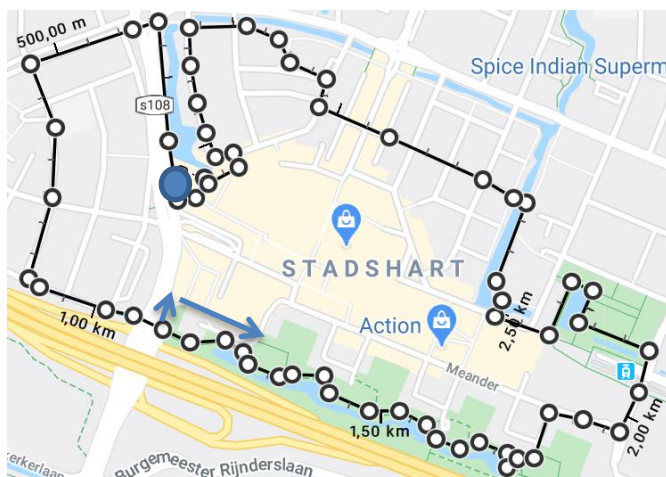 500,00 m
Spice Indian Superm
s108
STADSHART
Action
1,00 km
2,50 km
Meander
1,50 km
2,00 km
Kerkerlaan
Burgemeester Rijnderslaan